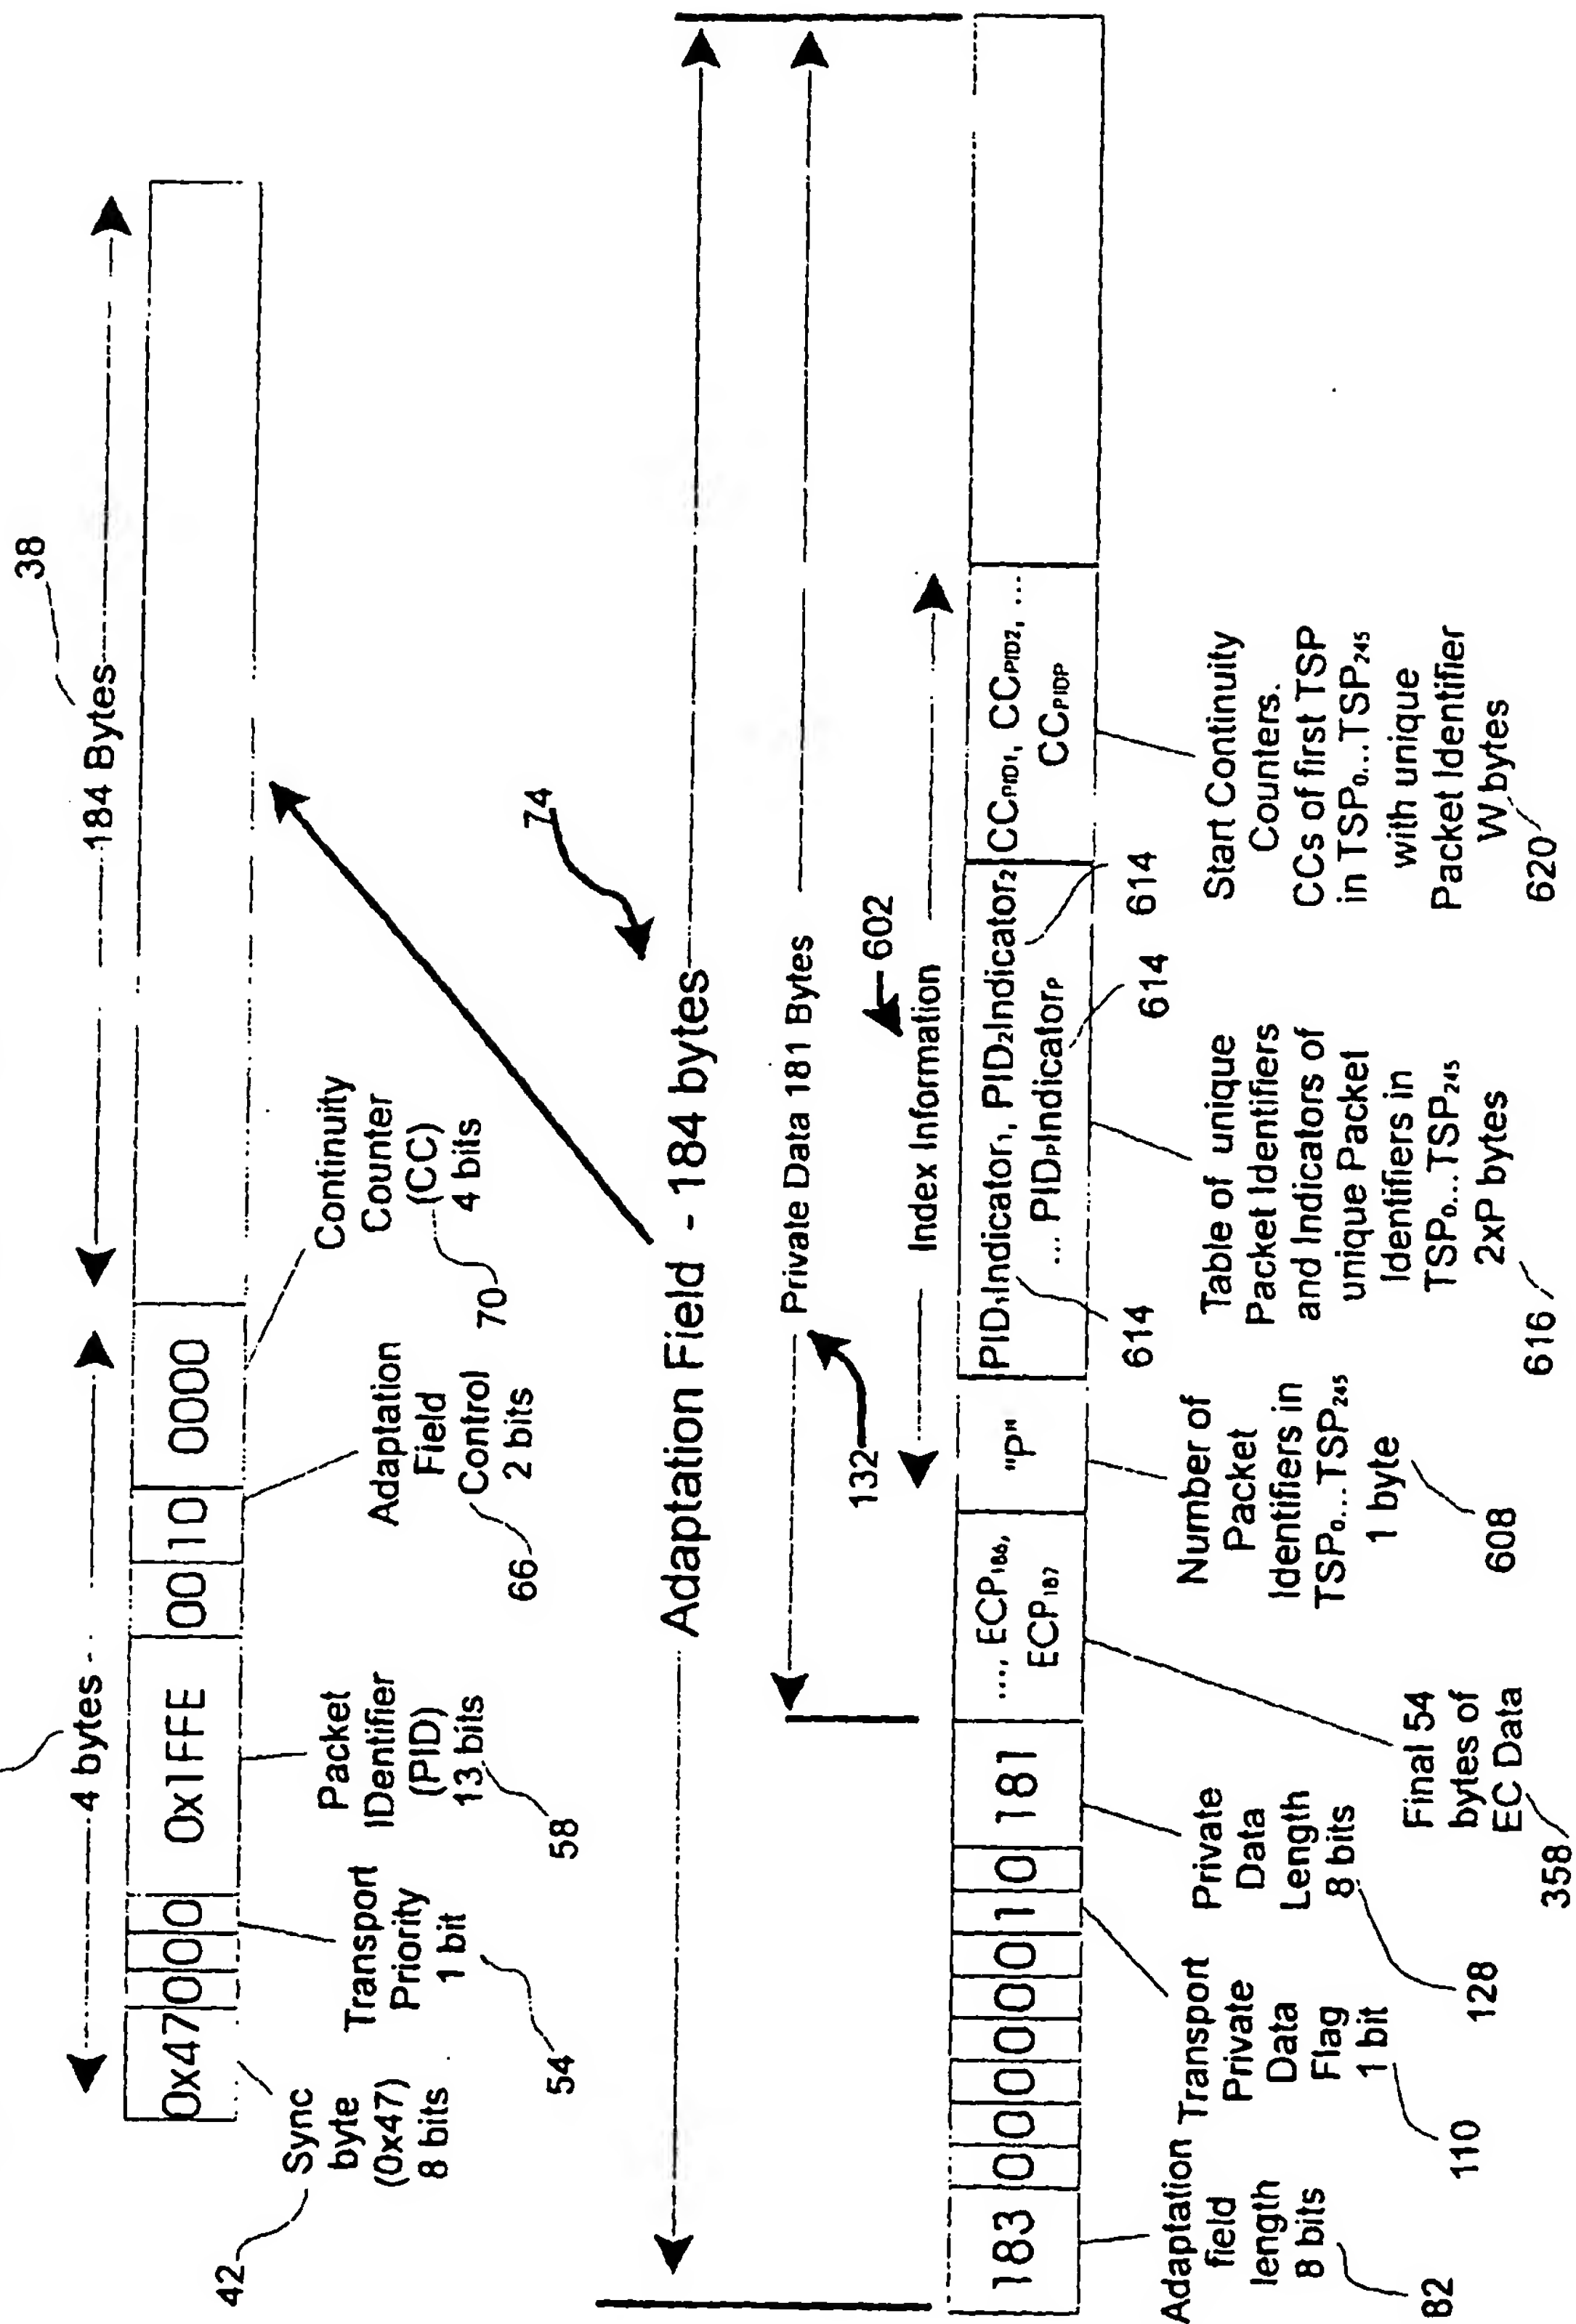 4 bytes
184 Bytes
38
0x47
0
0
0
0x1FFE
00
10
0000
42
Sync
byte
(0x47)
8 bits
Transport
Priority
1 bit
54
Packet
IDentifier
(PID)
13 bits
58
Adaptation
Field
Control
2 bits
66
Continuity
Counter
(CC)
4 bits
70
74
Adaptation Field - 184 bytes
Private Data 181 Bytes
132
602
Index Information
183
0
0
0
0
0
0
1
0
181
..., ECP186,
ECP187
"P"
PID1Indicator1, PID2Indicator2
... PIDPIndicatorP
CCPID1, CCPID2, ...
CCPIDP
614
614
614
Adaptation
field
length
8 bits
82
Transport
Private
Data
Flag
1 bit
110
Private
Data
Length
8 bits
128
Final 54
bytes of
EC Data
358
Number of
Packet
Identifiers in
TSP0...TSP245
1 byte
608
Table of unique
Packet Identifiers
and Indicators of
unique Packet
Identifiers in
TSP0...TSP245
2xP bytes
616
Start Continuity
Counters.
CCs of first TSP
in TSP0...TSP245
with unique
Packet Identifier
W bytes
620